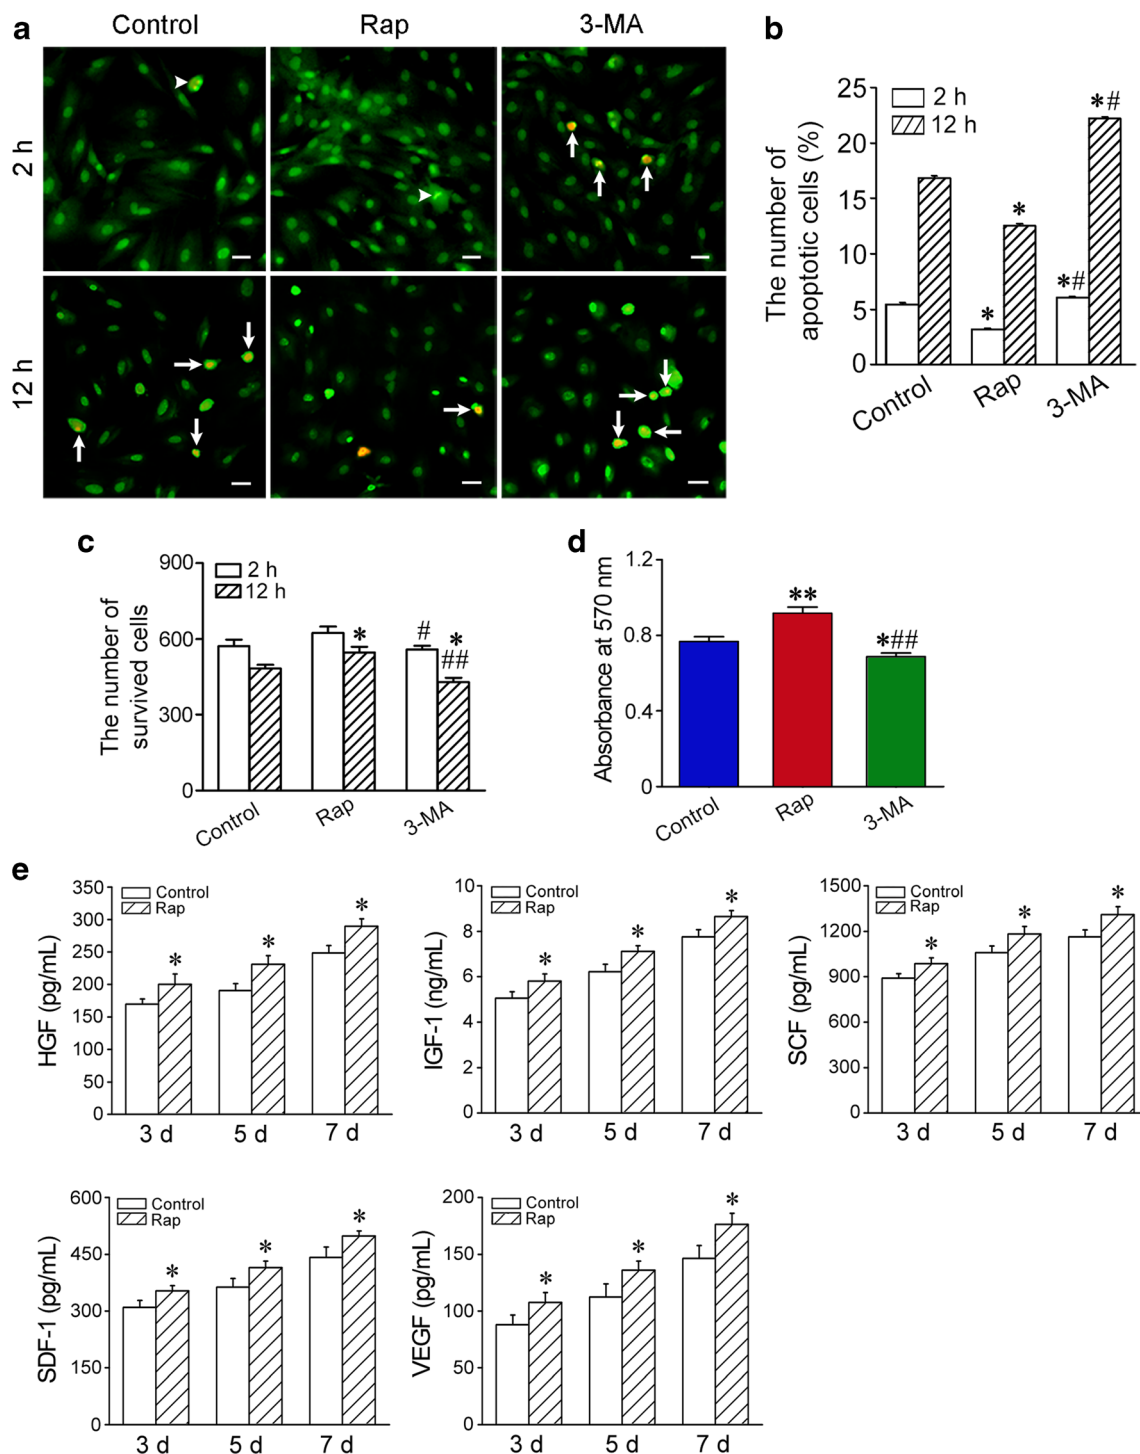 a
Control
Rap
3-MA
2 h
12 h
b
The number of
apoptotic cells (%)
25
20
15
10
5
0
2 h
12 h
*
*
*#
*#
Control
Rap
3-MA
c
The number of
survived cells
900
600
300
0
2 h
12 h
*
#
*
##
Control
Rap
3-MA
d
Absorbance at 570 nm
1.2
0.8
0.4
0
**
*##
Control
Rap
3-MA
e
HGF (pg/mL)
350
300
250
200
150
100
50
0
Control
Rap
*
*
*
3 d
5 d
7 d
IGF-1 (ng/mL)
10
8
6
4
2
0
Control
Rap
*
*
*
3 d
5 d
7 d
SCF (pg/mL)
1500
1200
900
600
300
0
Control
Rap
*
*
*
3 d
5 d
7 d
SDF-1 (pg/mL)
600
450
300
150
0
Control
Rap
*
*
*
3 d
5 d
7 d
VEGF (pg/mL)
200
150
100
50
0
Control
Rap
*
*
*
3 d
5 d
7 d